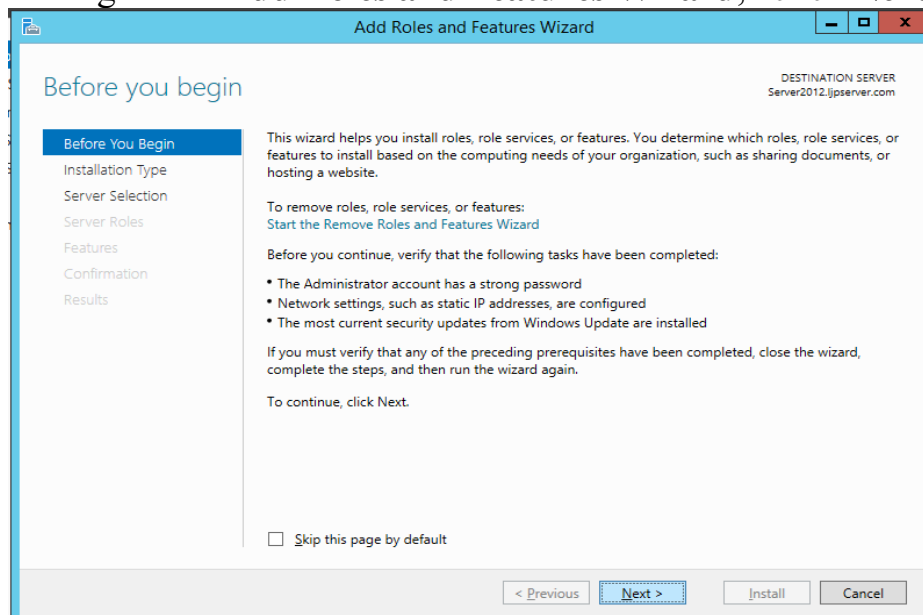 Add Roles and Features Wizard
Before you begin
DESTINATION SERVER
Server2012.ljpserver.com
Before You Begin
Installation Type
Server Selection
Server Roles
Features
Confirmation
Results
This wizard helps you install roles, role services, or features. You determine which roles, role services, or
features to install based on the computing needs of your organization, such as sharing documents, or
hosting a website.
To remove roles, role services, or features:
Start the Remove Roles and Features Wizard
Before you continue, verify that the following tasks have been completed:
• The Administrator account has a strong password
• Network settings, such as static IP addresses, are configured
• The most current security updates from Windows Update are installed
If you must verify that any of the preceding prerequisites have been completed, close the wizard,
complete the steps, and then run the wizard again.
To continue, click Next.
Skip this page by default
< Previous
Next >
Install
Cancel